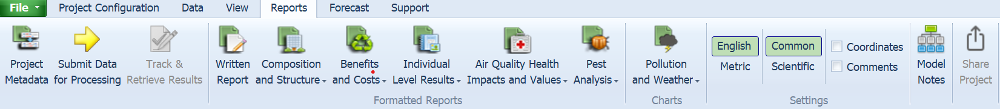 File Project Configuration Data View Reports Forecast Support
Project Metadata
Submit Data for Processing
Track & Retrieve Results
Written Report
Composition and Structure
Benefits and Costs
Individual Level Results
Air Quality Health Impacts and Values
Pest Analysis
Formatted Reports
Pollution and Weather
Charts
English
Metric
Common
Scientific
Coordinates
Comments
Settings
Model Notes
Share Project